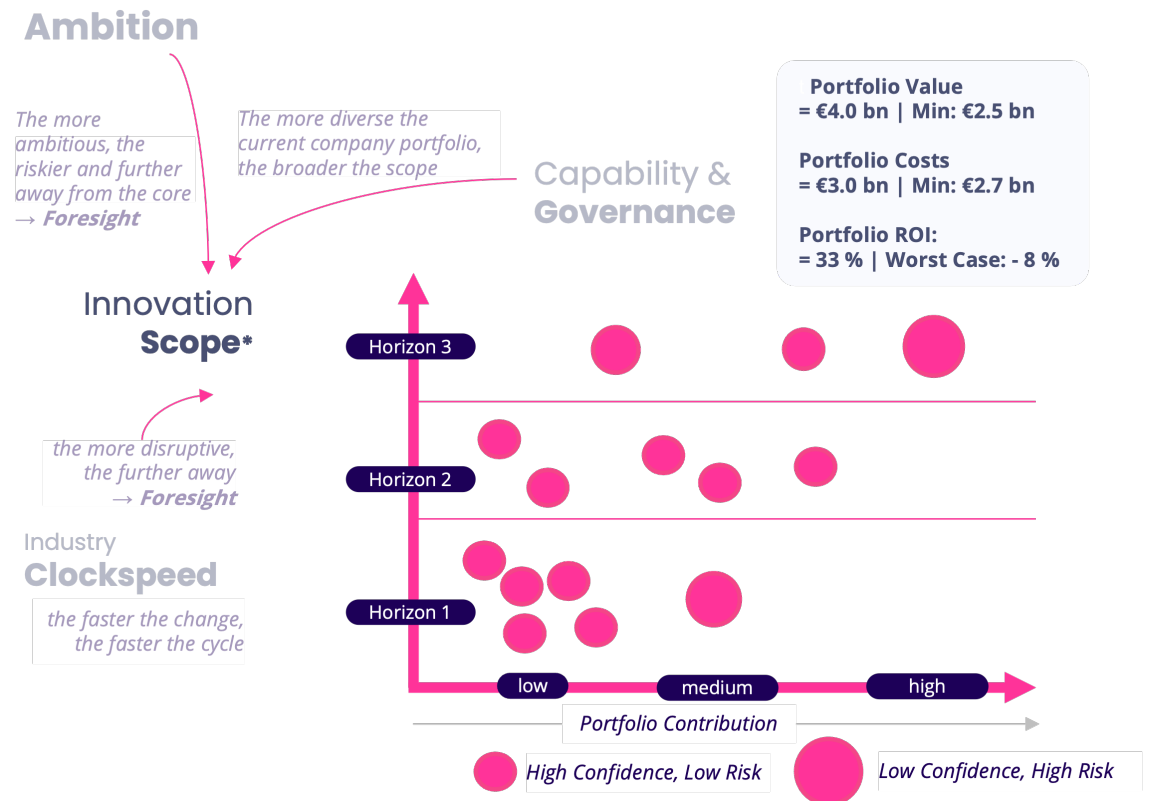 Ambition
The more
ambitious, the
riskier and further
away from the core
→ Foresight
The more diverse the
current company portfolio,
the broader the scope
Capability &
Governance
Portfolio Value
= €4.0 bn | Min: €2.5 bn
Portfolio Costs
= €3.0 bn | Min: €2.7 bn
Portfolio ROI:
= 33 % | Worst Case: - 8 %
Innovation
Scope*
the more disruptive,
the further away
→ Foresight
Industry
Clockspeed
the faster the change,
the faster the cycle
Horizon 3
Horizon 2
Horizon 1
low
medium
high
Portfolio Contribution
High Confidence, Low Risk
Low Confidence, High Risk